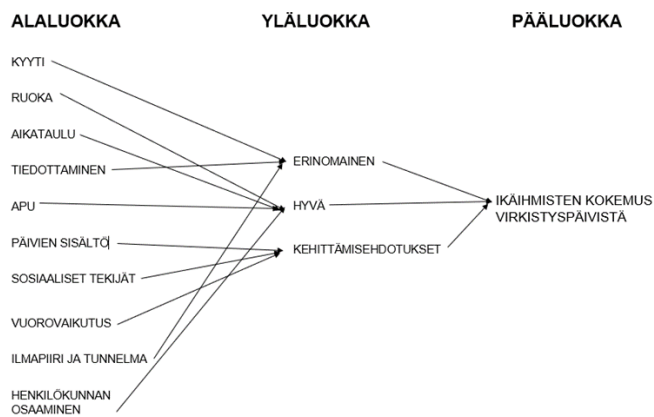 ALALUOKKA
YLÄLUOKKA
PÄÄLUOKKA
KYYTI
RUOKA
AIKATAULU
TIEDOTTAMINEN
APU
PÄIVIEN SISÄLTÖ
SOSIAALISET TEKIJÄT
VUOROVAIKUTUS
ILMAPIIRI JA TUNNELMA
HENKILÖKUNNAN
OSAAMINEN
ERINOMAINEN
HYVÄ
KEHITTÄMISEHDOTUKSET
IKÄIHMISTEN KOKEMUS
VIRKISTYSPÄIVISTÄ